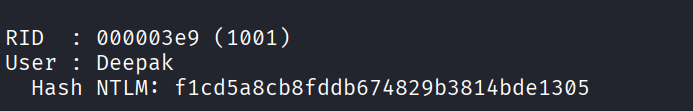 RID  : 000003e9 (1001)
User : Deepak
  Hash NTLM: f1cd5a8cb8fddb674829b3814bde1305